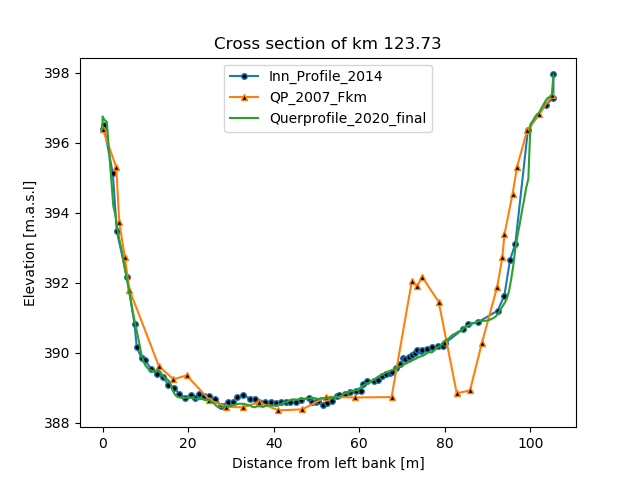 Cross section of km 123.73
Inn_Profile_2014
QP_2007_Fkm
Querprofile_2020_final
Elevation [m.a.s.l]
398
396
394
392
390
388
0 20 40 60 80 100
Distance from left bank [m]